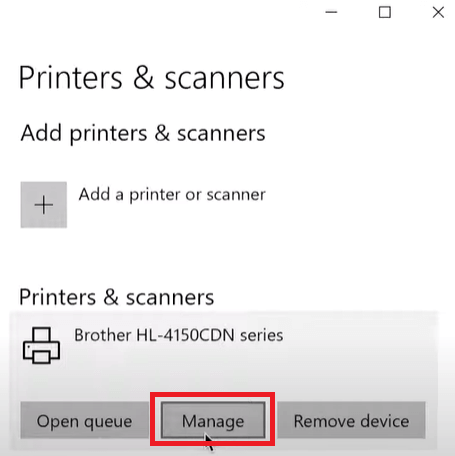 Printers & scanners
Add printers & scanners
Add a printer or scanner
Printers & scanners
Brother HL-4150CDN series
Open queue Manage Remove device